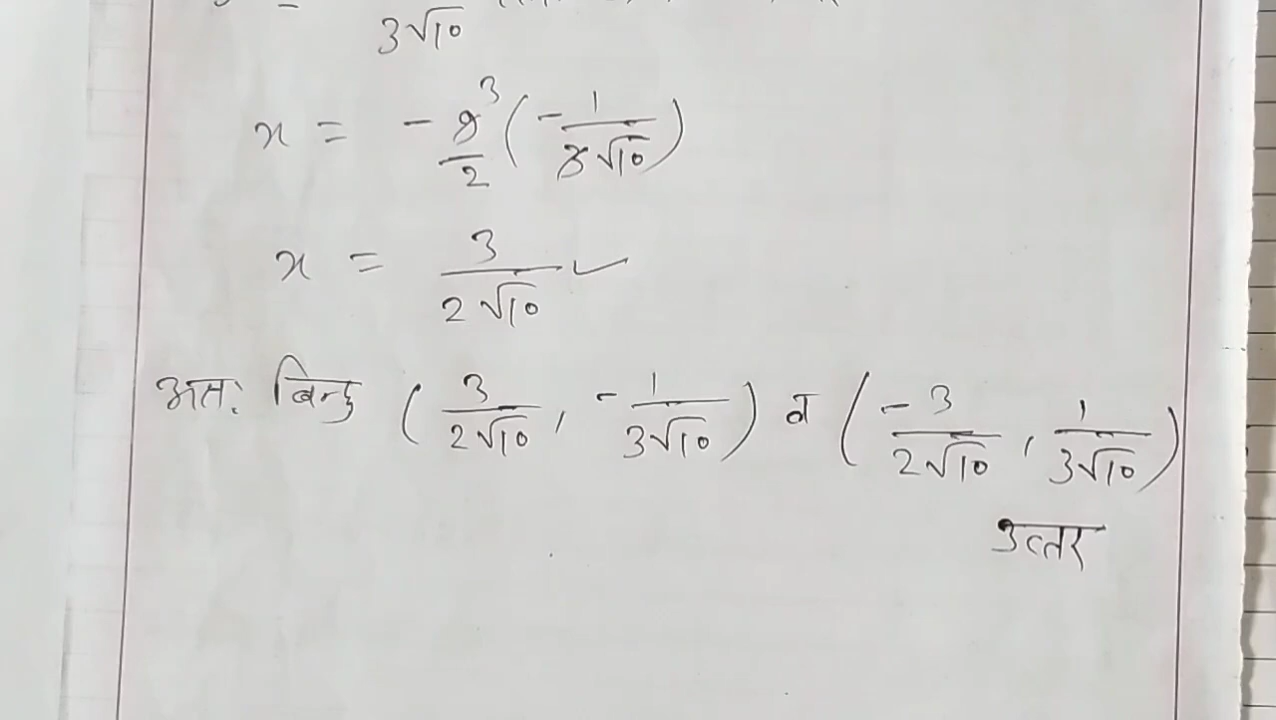 3√10
x = - 9/2 ³ (- 1/3√10)
x = 3/2√10 ✓
अतः बिन्दु (3/2√10, - 1/3√10) व (-3/2√10, 1/3√10)
उत्तर